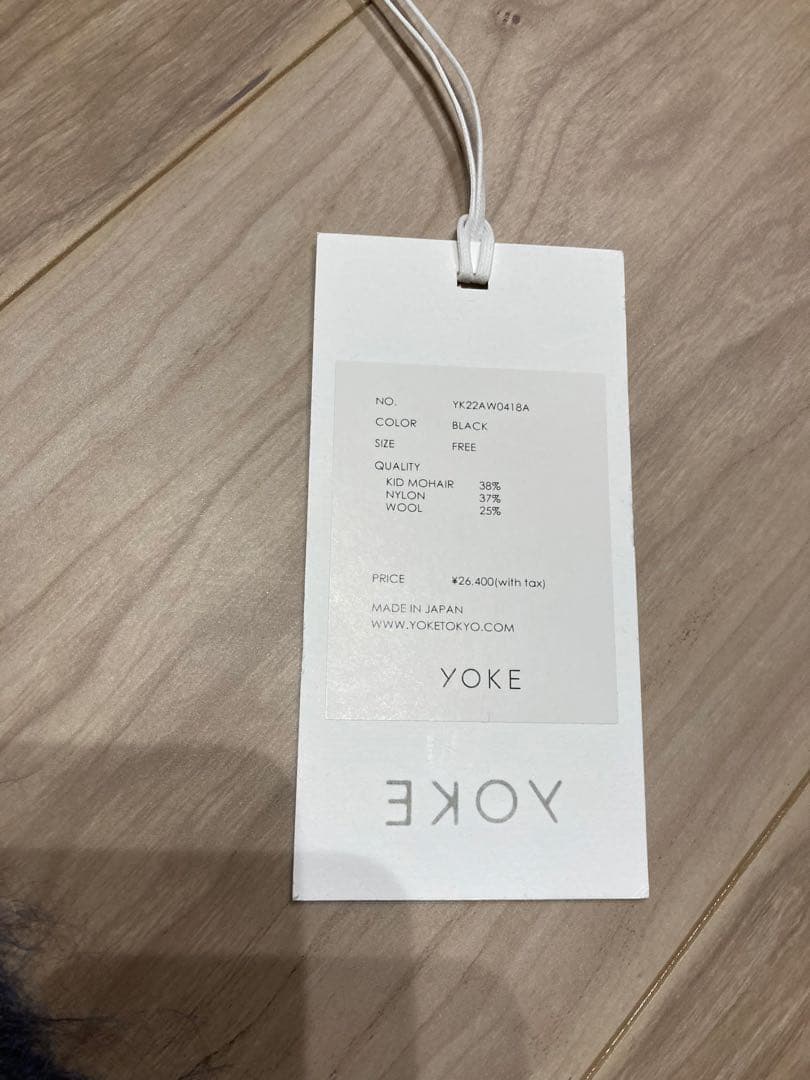 NO. YK22AW0418A
COLOR BLACK
SIZE FREE
QUALITY
KID MOHAIR 38%
NYLON 37%
WOOL 25%
PRICE ¥26.400(with tax)
MADE IN JAPAN
WWW.YOKETOKYO.COM
YOKE
YOKE